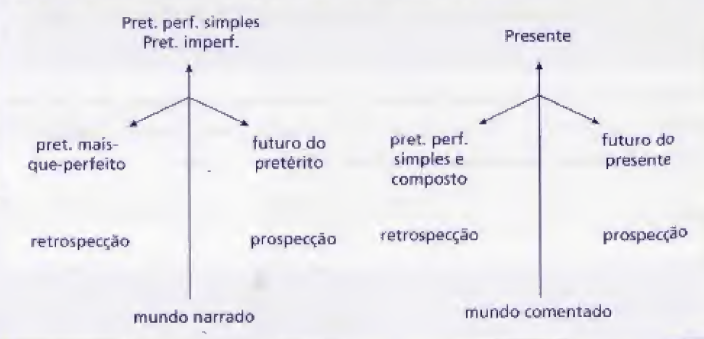 Pret. perf. simples
Pret. imperf.
pret. mais-
que-perfeito
futuro do
pretérito
retrospecção
prospecção
mundo narrado
Presente
pret. perf.
simples e
composto
futuro do
presente
retrospecção
prospecção
mundo comentado